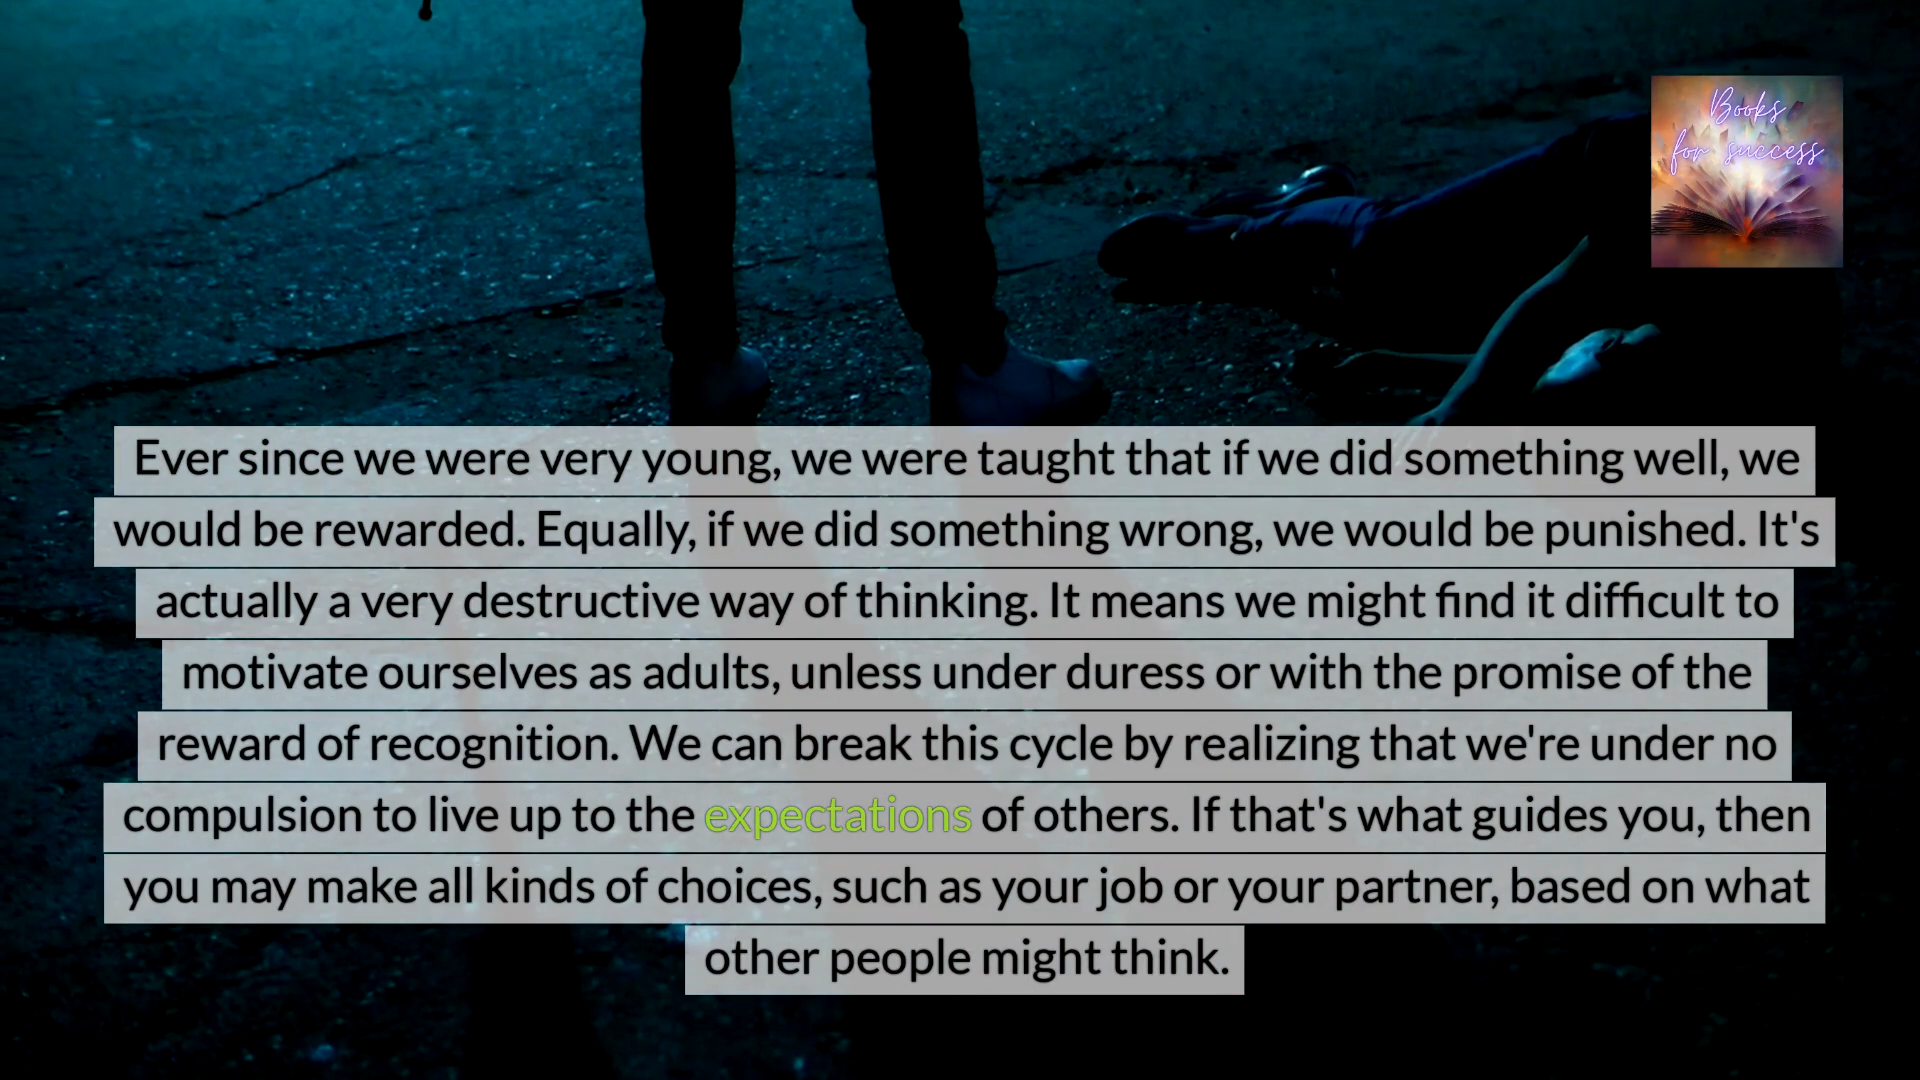 Books
for success
Ever since we were very young, we were taught that if we did something well, we
would be rewarded. Equally, if we did something wrong, we would be punished. It's
actually a very destructive way of thinking. It means we might find it difficult to
motivate ourselves as adults, unless under duress or with the promise of the
reward of recognition. We can break this cycle by realizing that we're under no
compulsion to live up to the expectations of others. If that's what guides you, then
you may make all kinds of choices, such as your job or your partner, based on what
other people might think.